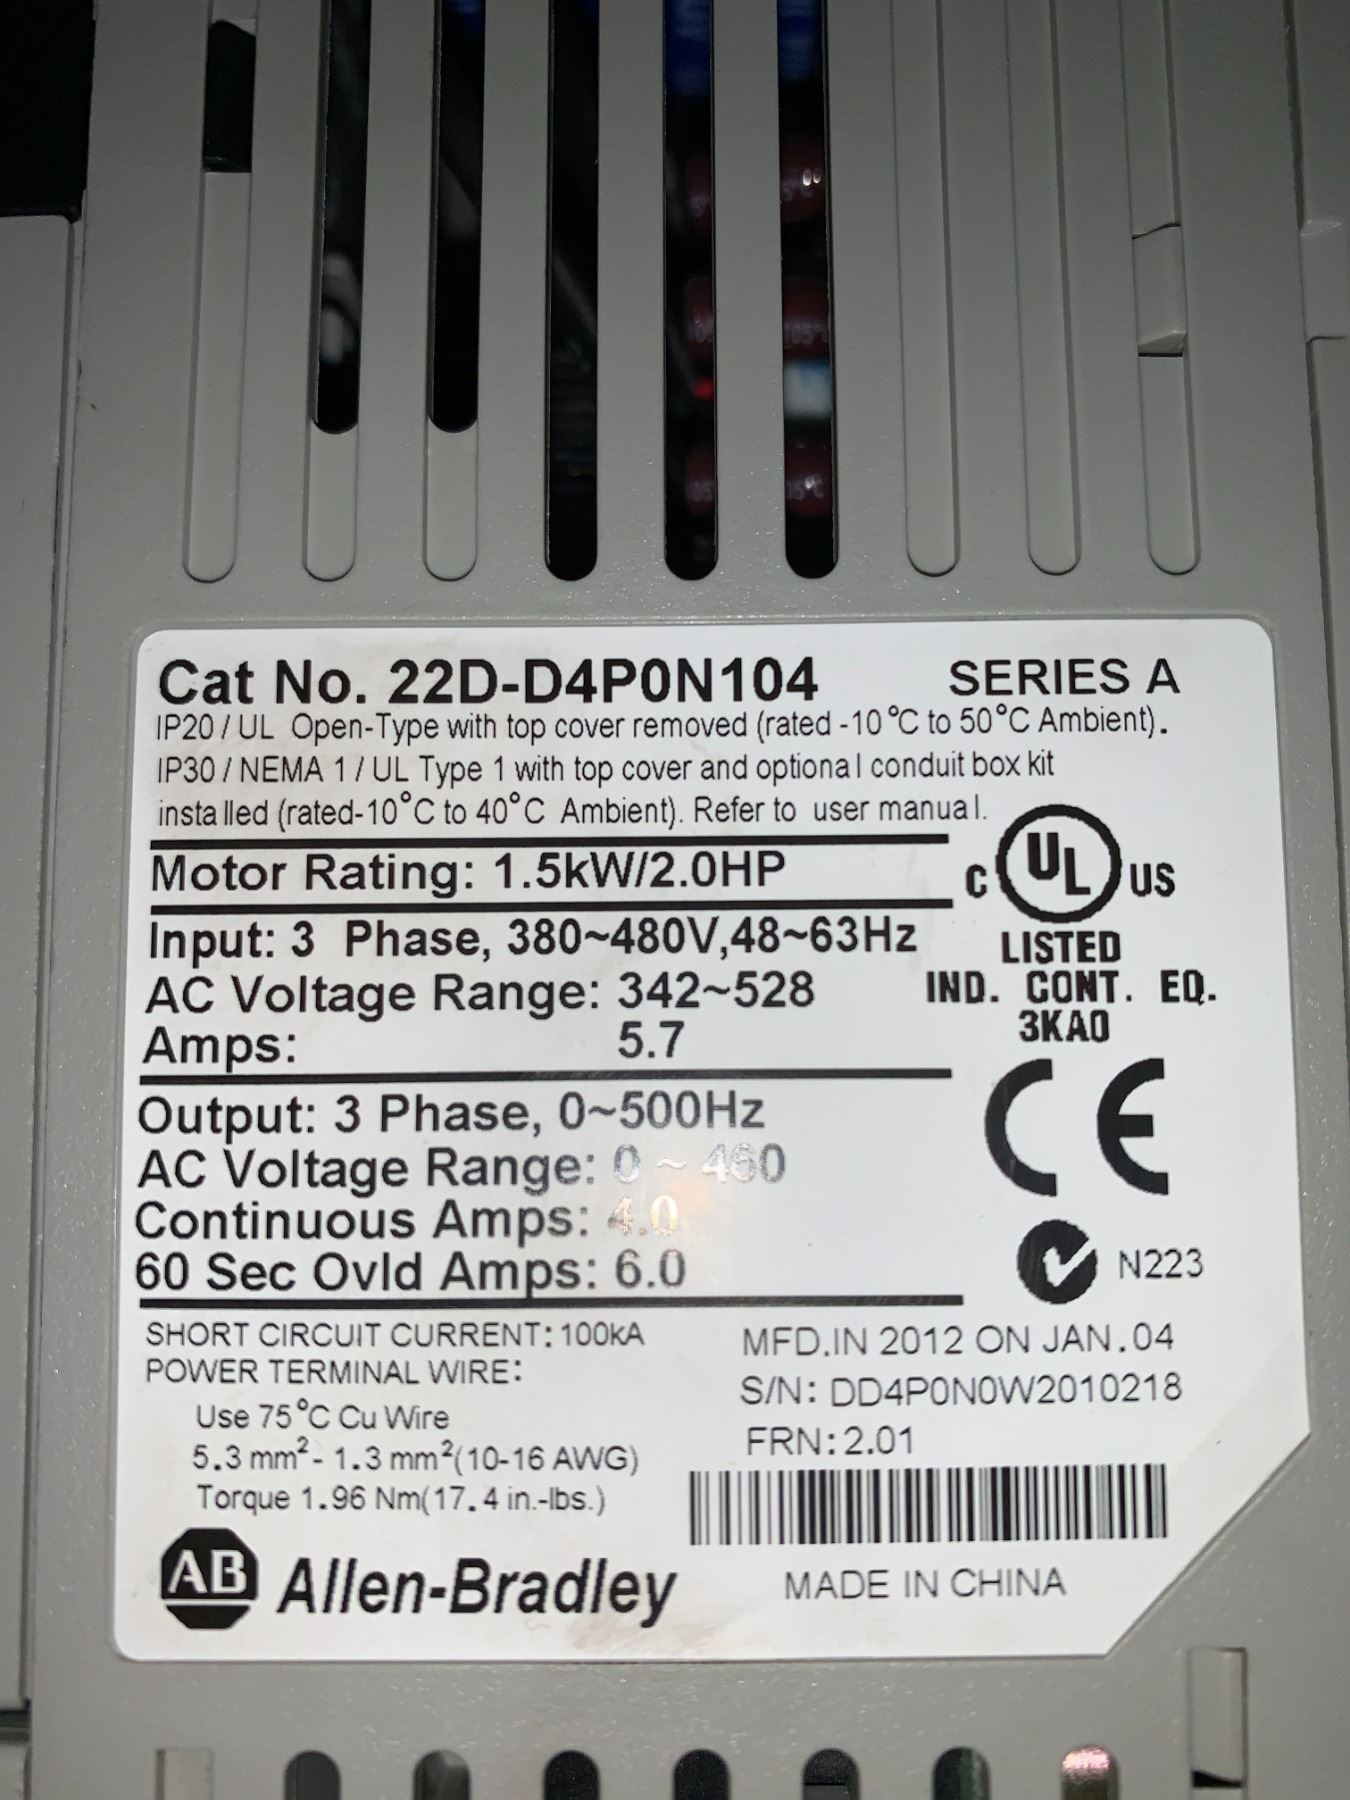 Cat No. 22D-D4P0N104 SERIES A
IP20 / UL Open-Type with top cover removed (rated -10°C to 50°C Ambient).
IP30 / NEMA 1 / UL Type 1 with top cover and optional conduit box kit
installed (rated-10°C to 40°C Ambient). Refer to user manual.
Motor Rating: 1.5kW/2.0HP
C UL US
Input: 3 Phase, 380~480V,48~63Hz
LISTED
AC Voltage Range: 342~528
IND. CONT. EQ.
Amps: 5.7
3KA0
Output: 3 Phase, 0~500Hz
CE
AC Voltage Range: 0 ~ 460
Continuous Amps: 4.0
60 Sec Ovld Amps: 6.0
N223
SHORT CIRCUIT CURRENT: 100kA
POWER TERMINAL WIRE:
Use 75°C Cu Wire
5.3 mm²- 1.3 mm²(10-16 AWG)
Torque 1.96 Nm(17.4 in.-lbs.)
MFD.IN 2012 ON JAN.04
S/N: DD4P0N0W2010218
FRN:2.01
AB Allen-Bradley
MADE IN CHINA